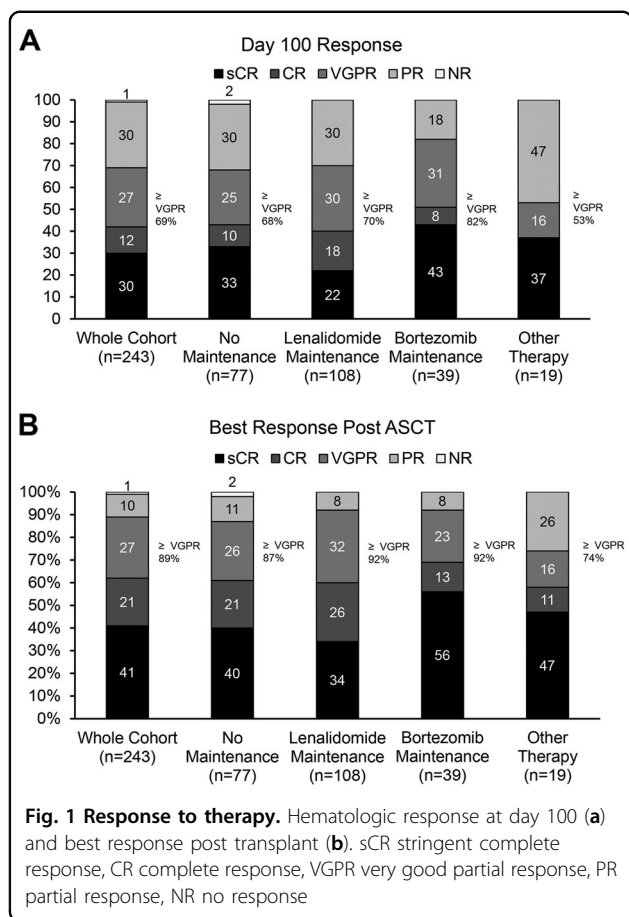 A
Day 100 Response
sCR CR VGPR PR NR
100
90
80
70
60
50
40
30
20
10
0
1
30
27
12
30
≥
VGPR
69%
2
30
25
10
33
≥
VGPR
68%
30
30
18
22
≥
VGPR
70%
18
31
8
43
≥
VGPR
82%
47
16
37
≥
VGPR
53%
Whole Cohort
(n=243)
No
Maintenance
(n=77)
Lenalidomide
Maintenance
(n=108)
Bortezomib
Maintenance
(n=39)
Other
Therapy
(n=19)
B
Best Response Post ASCT
sCR CR VGPR PR NR
100%
90%
80%
70%
60%
50%
40%
30%
20%
10%
0%
1
10
27
21
41
≥ VGPR
89%
2
11
26
21
40
≥ VGPR
87%
8
32
26
34
≥ VGPR
92%
8
23
13
56
≥ VGPR
92%
26
16
11
47
≥ VGPR
74%
Whole Cohort
(n=243)
No
Maintenance
(n=77)
Lenalidomide
Maintenance
(n=108)
Bortezomib
Maintenance
(n=39)
Other
Therapy
(n=19)
Fig. 1 Response to therapy. Hematologic response at day 100 (a)
and best response post transplant (b). sCR stringent complete
response, CR complete response, VGPR very good partial response, PR
partial response, NR no response